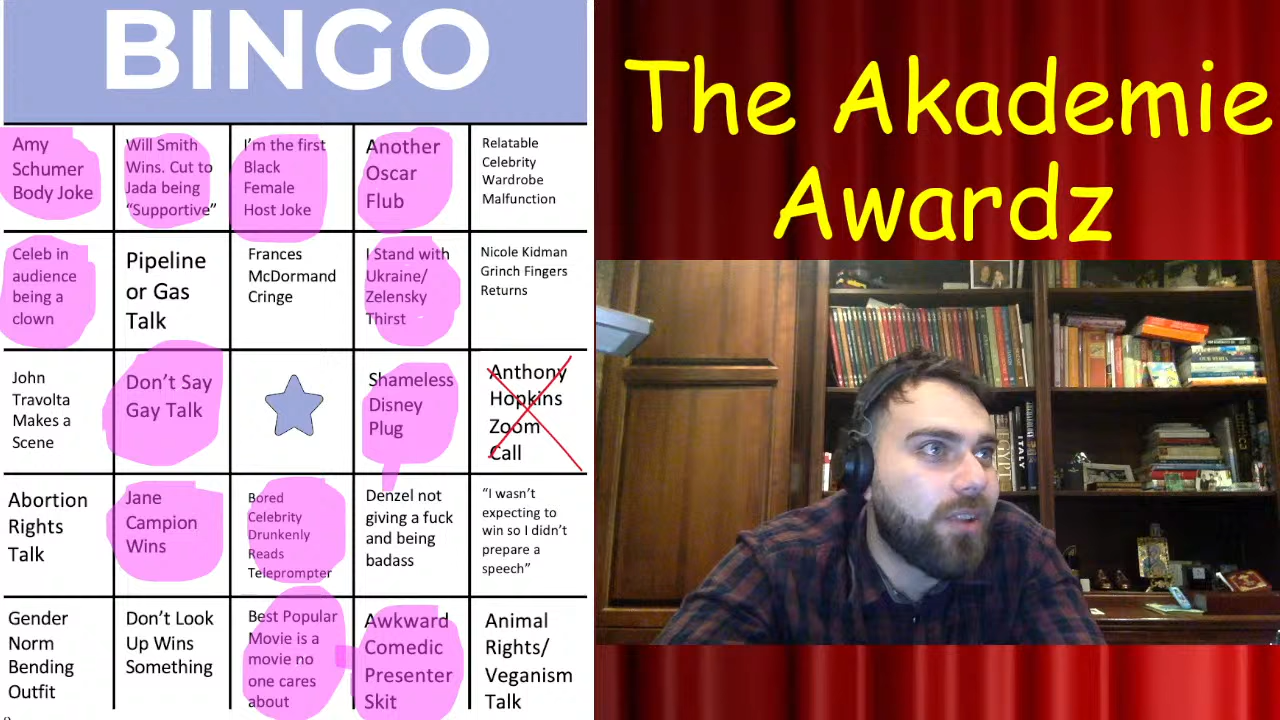 BINGO
Amy
Schumer
Body Joke
Will Smith
Wins. Cut to
Jada being
“Supportive”
I’m the first
Black
Female
Host Joke
Another
Oscar
Flub
Relatable
Celebrity
Wardrobe
Malfunction
Celeb in
audience
being a
clown
Pipeline
or Gas
Talk
Frances
McDormand
Cringe
I Stand with
Ukraine/
Zelensky
Thirst
Nicole Kidman
Grinch Fingers
Returns
John
Travolta
Makes a
Scene
Don’t Say
Gay Talk
Shameless
Disney
Plug
Anthony
Hopkins
Zoom
Call
Abortion
Rights
Talk
Jane
Campion
Wins
Bored
Celebrity
Drunkenly
Reads
Teleprompter
Denzel not
giving a fuck
and being
badass
“I wasn’t
expecting to
win so I didn’t
prepare a
speech”
Gender
Norm
Bending
Outfit
Don’t Look
Up Wins
Something
Best Popular
Movie is a
movie no
one cares
about
Awkward
Comedic
Presenter
Skit
Animal
Rights/
Veganism
Talk
The Akademie
Awardz
EGYPT
ITALY